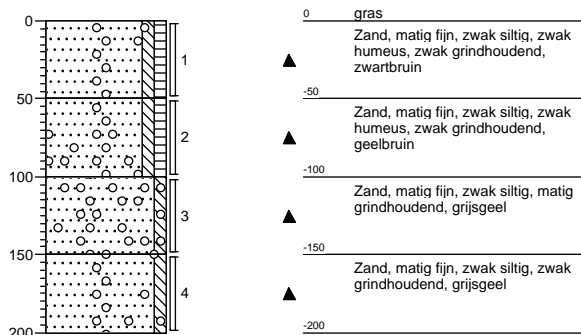 0
50
100
150
200
1
2
3
4
0
gras
Zand, matig fijn, zwak siltig, zwak
humeus, zwak grindhoudend,
zwartbruin
-50
Zand, matig fijn, zwak siltig, zwak
humeus, zwak grindhoudend,
geelbruin
-100
Zand, matig fijn, zwak siltig, matig
grindhoudend, grijsgeel
-150
Zand, matig fijn, zwak siltig, zwak
grindhoudend, grijsgeel
-200